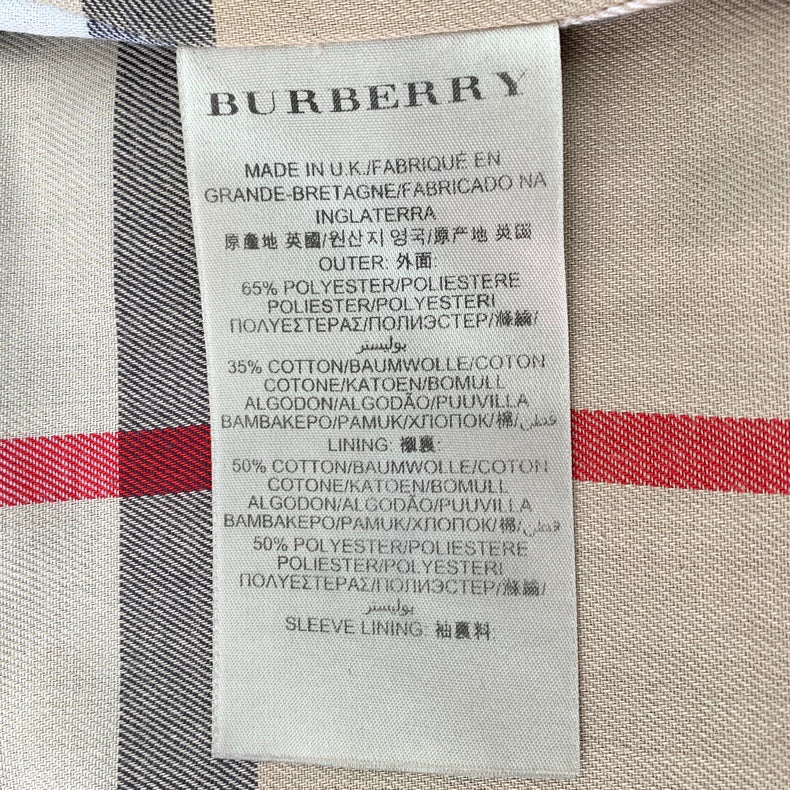 BURBERRY
MADE IN U.K./FABRIQUÉ EN
GRANDE-BRETAGNE/FABRICADO NA
INGLATERRA
原產地 英國/원산지 영국/原产地 英國
OUTER: 外面:
65% POLYESTER/POLIESTERE
POLIESTER/POLYESTERI
ΠΟΛΥΕΣΤΕΡΑΣ/ПОЛИЭСТЕР/滌綸/
بوليستر
35% COTTON/BAUMWOLLE/COTON
COTONE/KATOEN/BOMULL
ALGODON/ALGODÃO/PUUVILLA
BAMBAKEPO/PAMUK/ХЛОПОК/棉/قطن/
LINING: 襯裏:
50% COTTON/BAUMWOLLE/COTON
COTONE/KATOEN/BOMULL
ALGODON/ALGODÃO/PUUVILLA
BAMBAKEPO/PAMUK/ХЛОПОК/棉/قطن/
50% POLYESTER/POLIESTERE
POLIESTER/POLYESTERI
ΠΟΛΥΕΣΤΕΡΑΣ/ПОЛИЭСТЕР/滌綸/
بوليستر
SLEEVE LINING: 袖裏料: